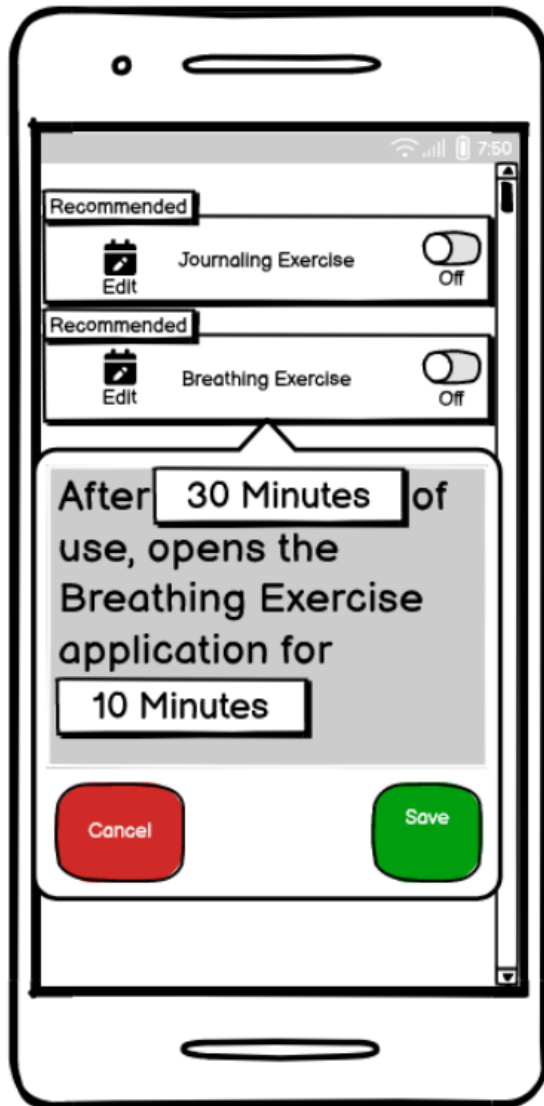 7:50
Recommended
Journaling Exercise
Edit
Off
Recommended
Breathing Exercise
Edit
Off
After 30 Minutes of
use, opens the
Breathing Exercise
application for
10 Minutes
Cancel
Save